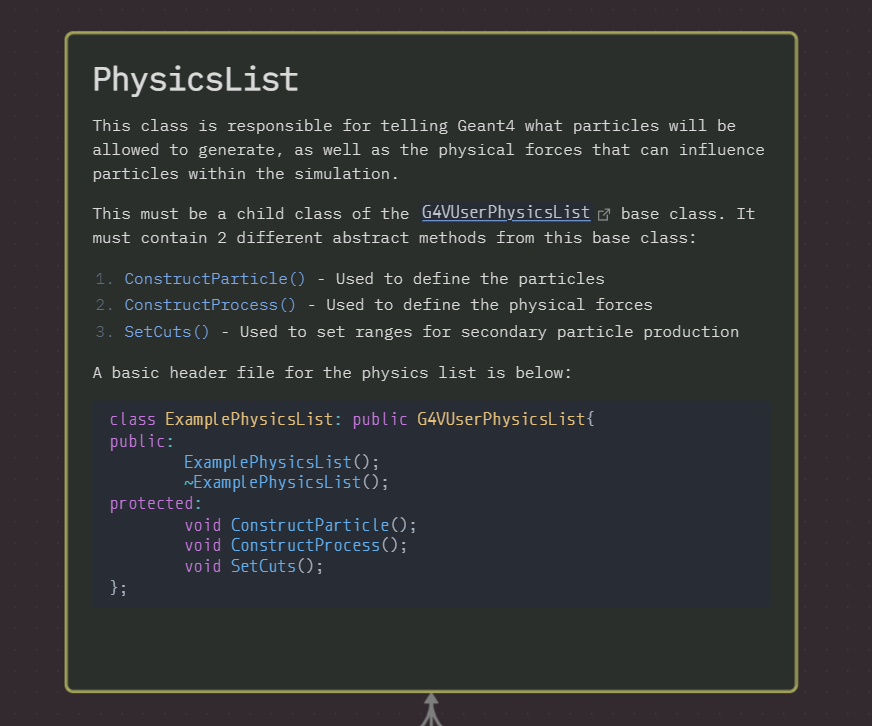 PhysicsList
This class is responsible for telling Geant4 what particles will be
allowed to generate, as well as the physical forces that can influence
particles within the simulation.
This must be a child class of the G4VUserPhysicsList base class. It
must contain 2 different abstract methods from this base class:
1. ConstructParticle() - Used to define the particles
2. ConstructProcess() - Used to define the physical forces
3. SetCuts() - Used to set ranges for secondary particle production
A basic header file for the physics list is below:
class ExamplePhysicsList: public G4VUserPhysicsList{
public:
        ExamplePhysicsList();
        ~ExamplePhysicsList();
protected:
        void ConstructParticle();
        void ConstructProcess();
        void SetCuts();
};